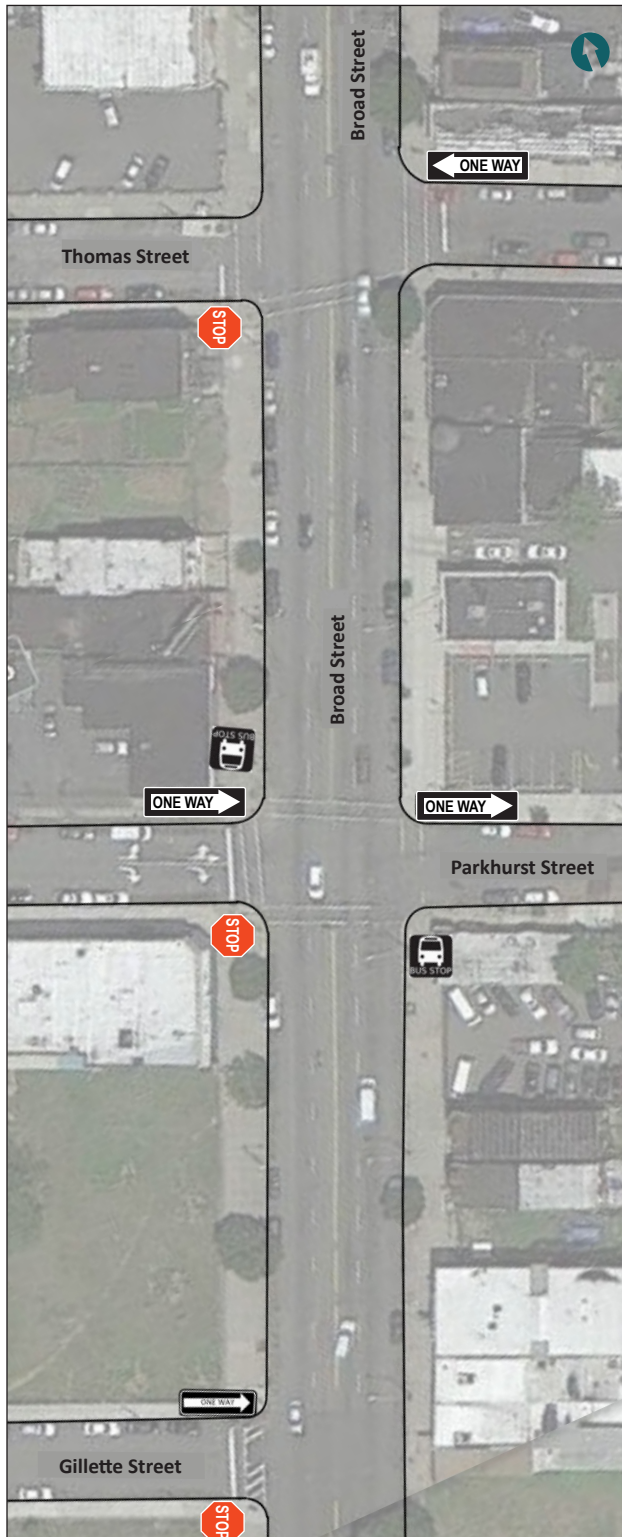 Broad Street
ONE WAY
Thomas Street
STOP
Broad Street
BUS STOP
ONE WAY
ONE WAY
Parkhurst Street
STOP
BUS STOP
ONE WAY
Gillette Street
STOP